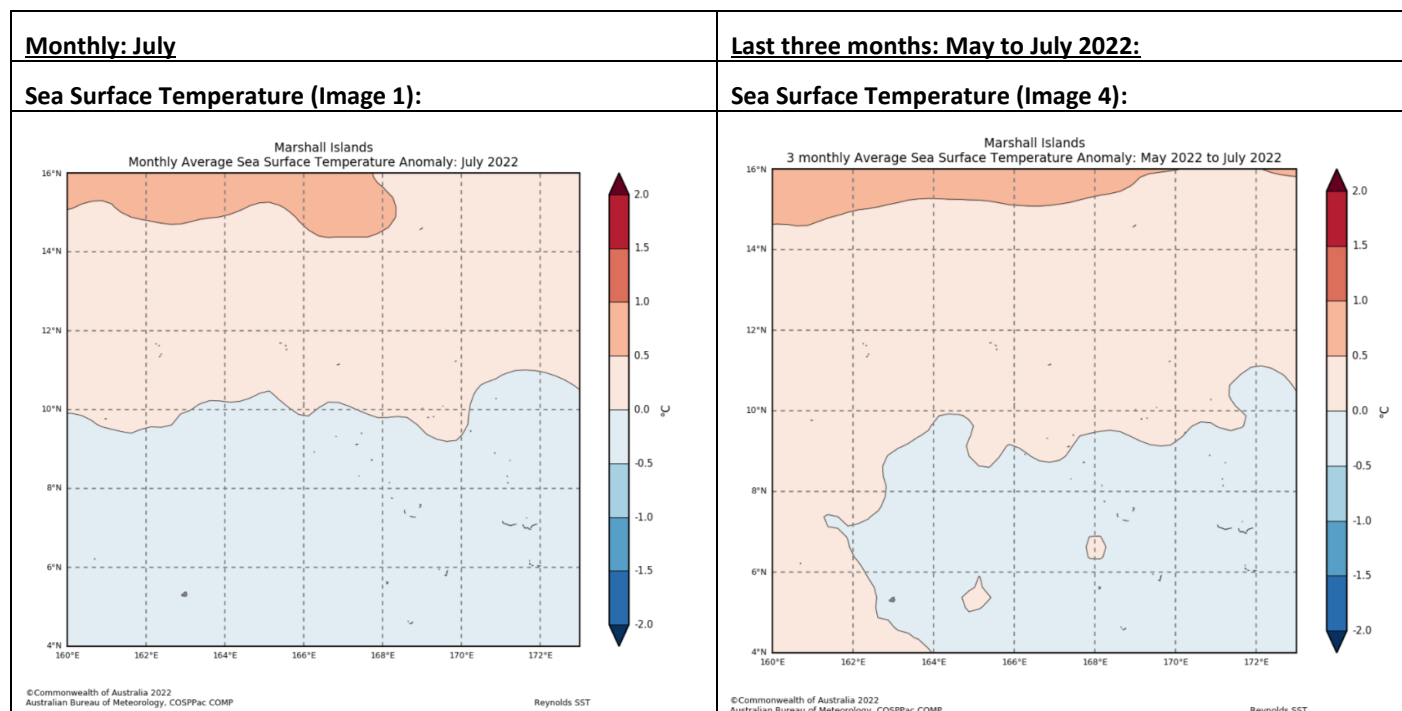 Monthly: July
Last three months: May to July 2022:
Sea Surface Temperature (Image 1):
Sea Surface Temperature (Image 4):
Marshall Islands
Monthly Average Sea Surface Temperature Anomaly: July 2022
16°N
14°N
12°N
10°N
8°N
6°N
4°N
160°E 162°E 164°E 166°E 168°E 170°E 172°E
2.0
1.5
1.0
0.5
0.0
-0.5
-1.0
-1.5
-2.0
°C
©Commonwealth of Australia 2022
Australian Bureau of Meteorology, COSPPac COMP
Reynolds SST
Marshall Islands
3 monthly Average Sea Surface Temperature Anomaly: May 2022 to July 2022
16°N
14°N
12°N
10°N
8°N
6°N
4°N
160°E 162°E 164°E 166°E 168°E 170°E 172°E
2.0
1.5
1.0
0.5
0.0
-0.5
-1.0
-1.5
-2.0
°C
©Commonwealth of Australia 2022
Australian Bureau of Meteorology, COSPPac COMP
Reynolds SST